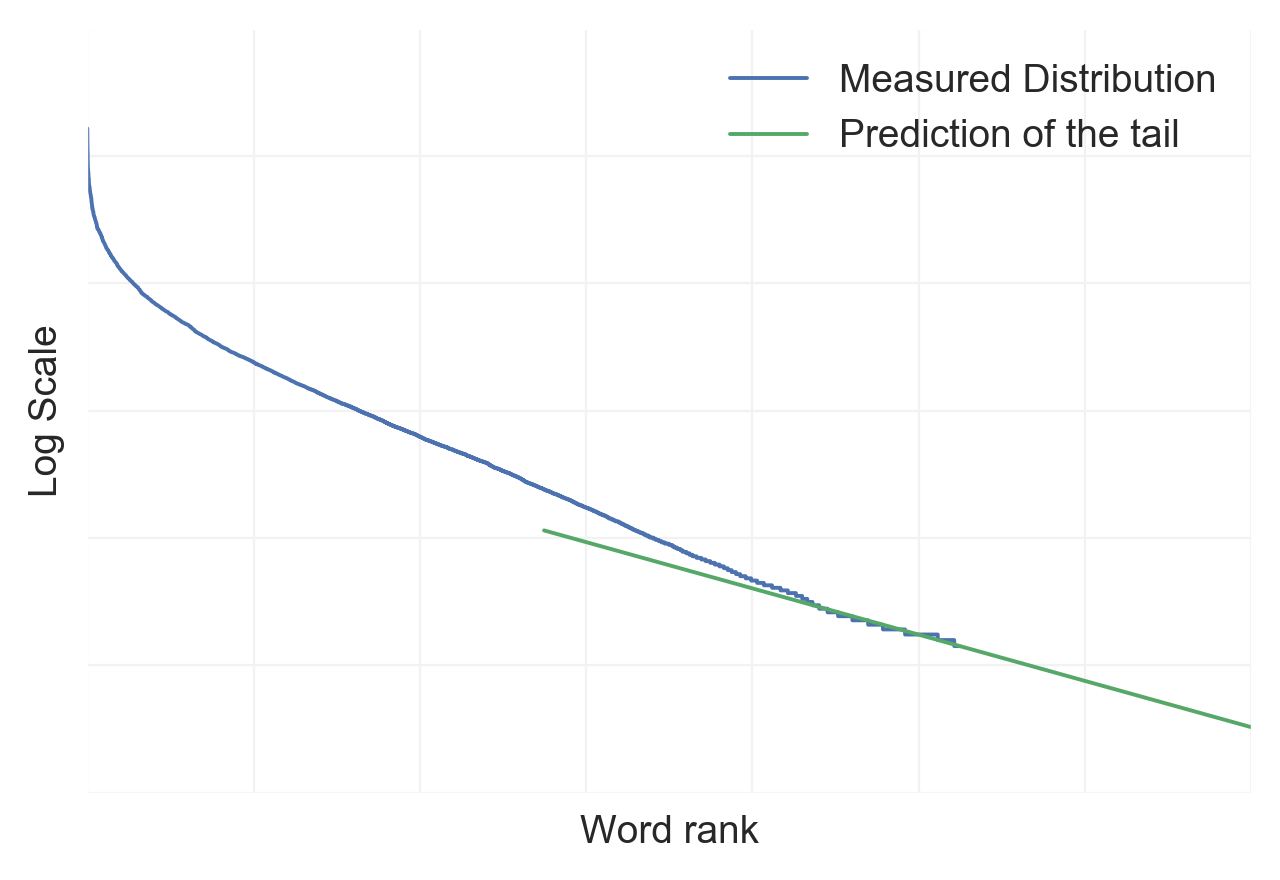 Measured Distribution
Prediction of the tail
Log Scale
Word rank